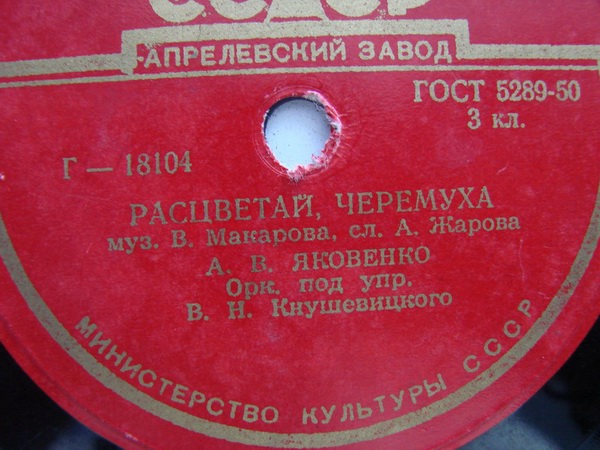 СССР
АПРЕЛЕВСКИЙ ЗАВОД
ГОСТ 5289-50
3 кл.
Г — 18104
РАСЦВЕТАЙ, ЧЕРЕМУХА
муз. В. Макарова, сл. А. Жарова
А. В. ЯКОВЕНКО
Орк. под упр.
В. Н. Кнушевицкого
МИНИСТЕРСТВО КУЛЬТУРЫ СССР